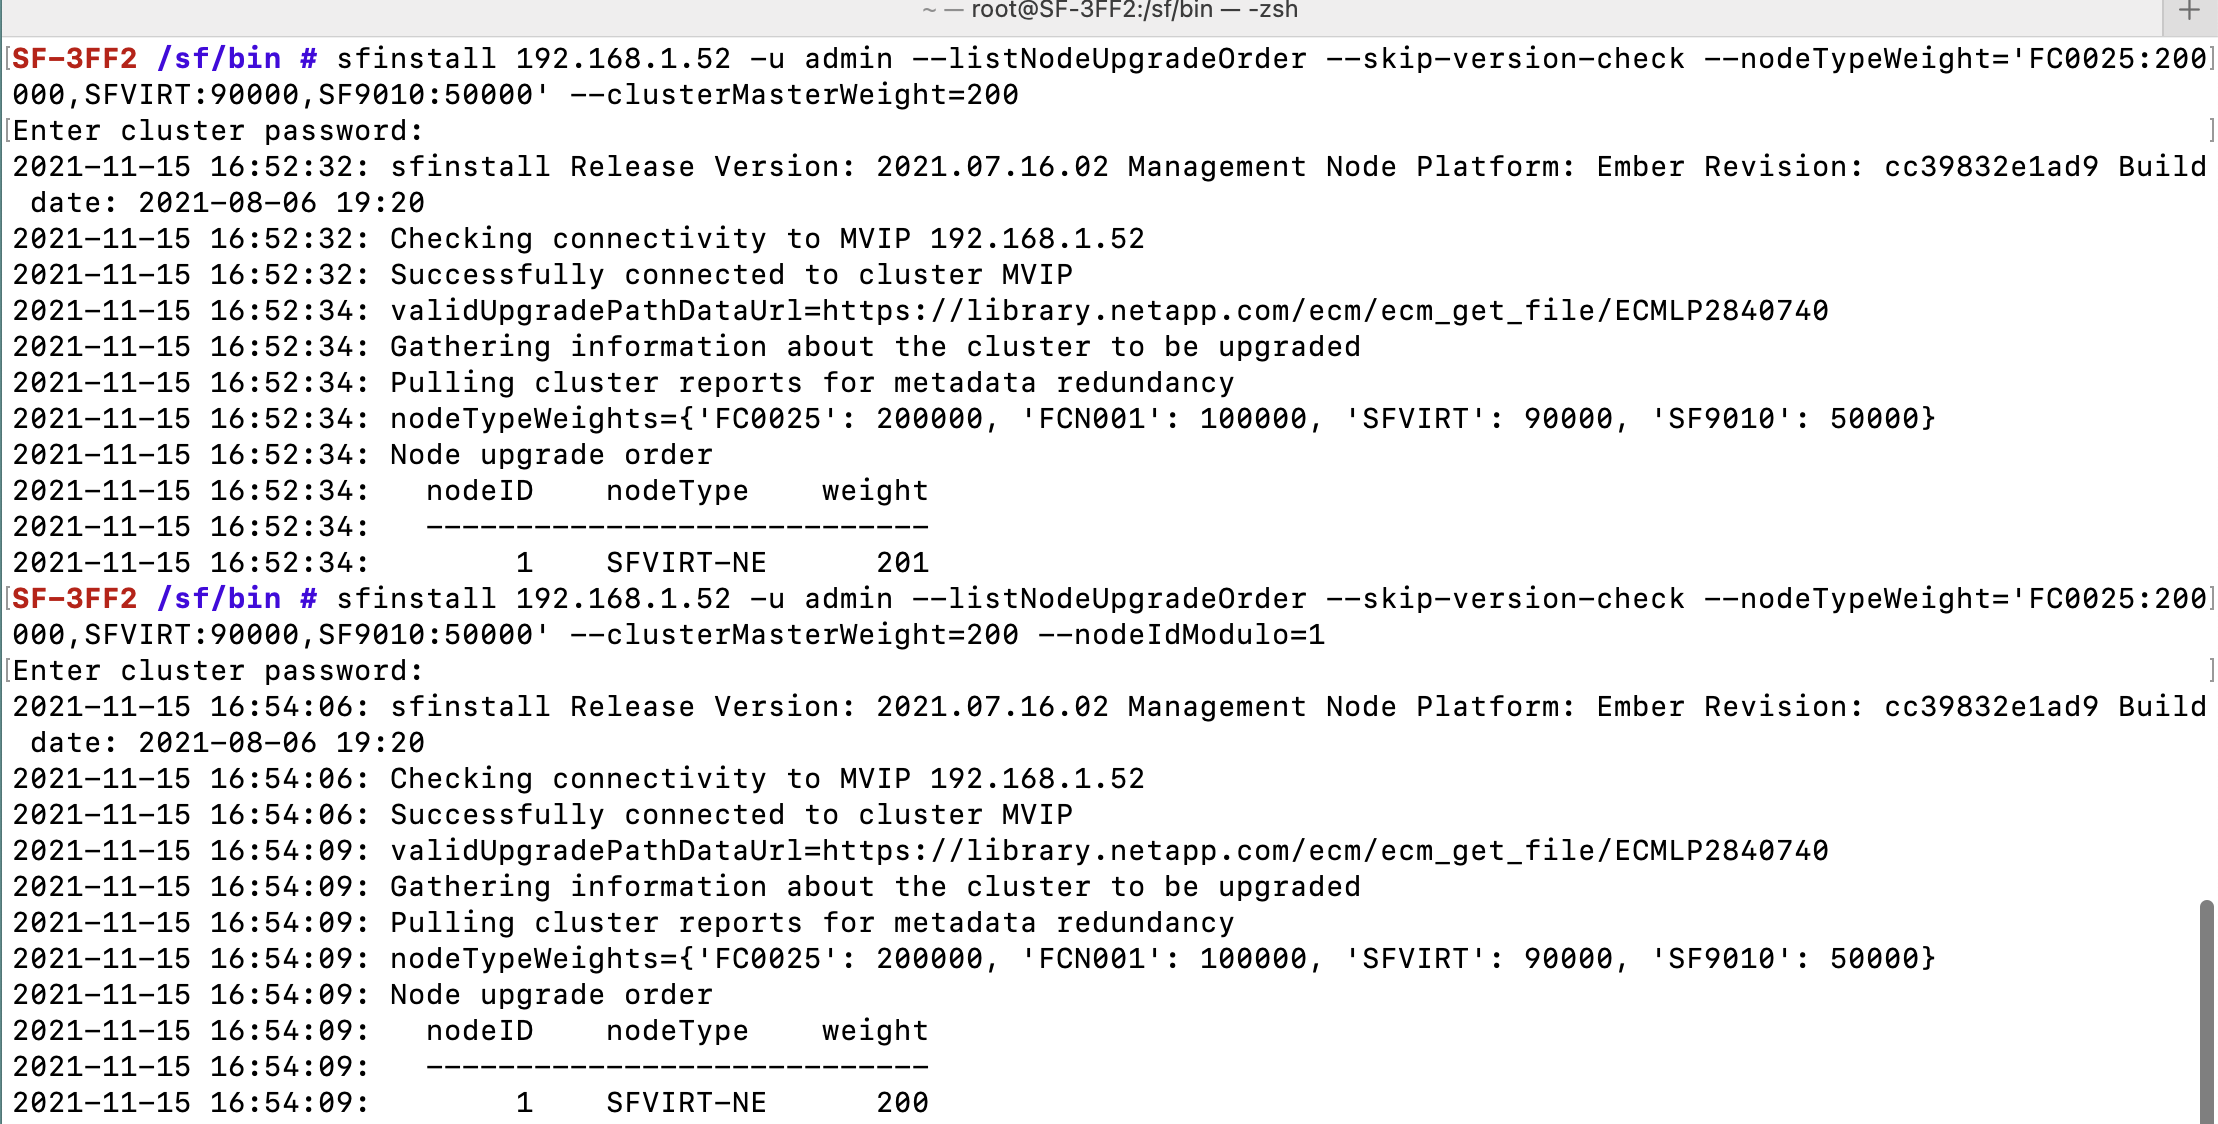 ~ — root@SF-3FF2:/sf/bin — -zsh
SF-3FF2 /sf/bin # sfinstall 192.168.1.52 -u admin --listNodeUpgradeOrder --skip-version-check --nodeTypeWeight='FC0025:200
000,SFVIRT:90000,SF9010:50000' --clusterMasterWeight=200
Enter cluster password:
2021-11-15 16:52:32: sfinstall Release Version: 2021.07.16.02 Management Node Platform: Ember Revision: cc39832e1ad9 Build
 date: 2021-08-06 19:20
2021-11-15 16:52:32: Checking connectivity to MVIP 192.168.1.52
2021-11-15 16:52:32: Successfully connected to cluster MVIP
2021-11-15 16:52:34: validUpgradePathDataUrl=https://library.netapp.com/ecm/ecm_get_file/ECMLP2840740
2021-11-15 16:52:34: Gathering information about the cluster to be upgraded
2021-11-15 16:52:34: Pulling cluster reports for metadata redundancy
2021-11-15 16:52:34: nodeTypeWeights={'FC0025': 200000, 'FCN001': 100000, 'SFVIRT': 90000, 'SF9010': 50000}
2021-11-15 16:52:34: Node upgrade order
2021-11-15 16:52:34:   nodeID    nodeType    weight
2021-11-15 16:52:34:   ----------------------------
2021-11-15 16:52:34:        1    SFVIRT-NE      201
SF-3FF2 /sf/bin # sfinstall 192.168.1.52 -u admin --listNodeUpgradeOrder --skip-version-check --nodeTypeWeight='FC0025:200
000,SFVIRT:90000,SF9010:50000' --clusterMasterWeight=200 --nodeIdModulo=1
Enter cluster password:
2021-11-15 16:54:06: sfinstall Release Version: 2021.07.16.02 Management Node Platform: Ember Revision: cc39832e1ad9 Build
 date: 2021-08-06 19:20
2021-11-15 16:54:06: Checking connectivity to MVIP 192.168.1.52
2021-11-15 16:54:06: Successfully connected to cluster MVIP
2021-11-15 16:54:09: validUpgradePathDataUrl=https://library.netapp.com/ecm/ecm_get_file/ECMLP2840740
2021-11-15 16:54:09: Gathering information about the cluster to be upgraded
2021-11-15 16:54:09: Pulling cluster reports for metadata redundancy
2021-11-15 16:54:09: nodeTypeWeights={'FC0025': 200000, 'FCN001': 100000, 'SFVIRT': 90000, 'SF9010': 50000}
2021-11-15 16:54:09: Node upgrade order
2021-11-15 16:54:09:   nodeID    nodeType    weight
2021-11-15 16:54:09:   ----------------------------
2021-11-15 16:54:09:        1    SFVIRT-NE      200